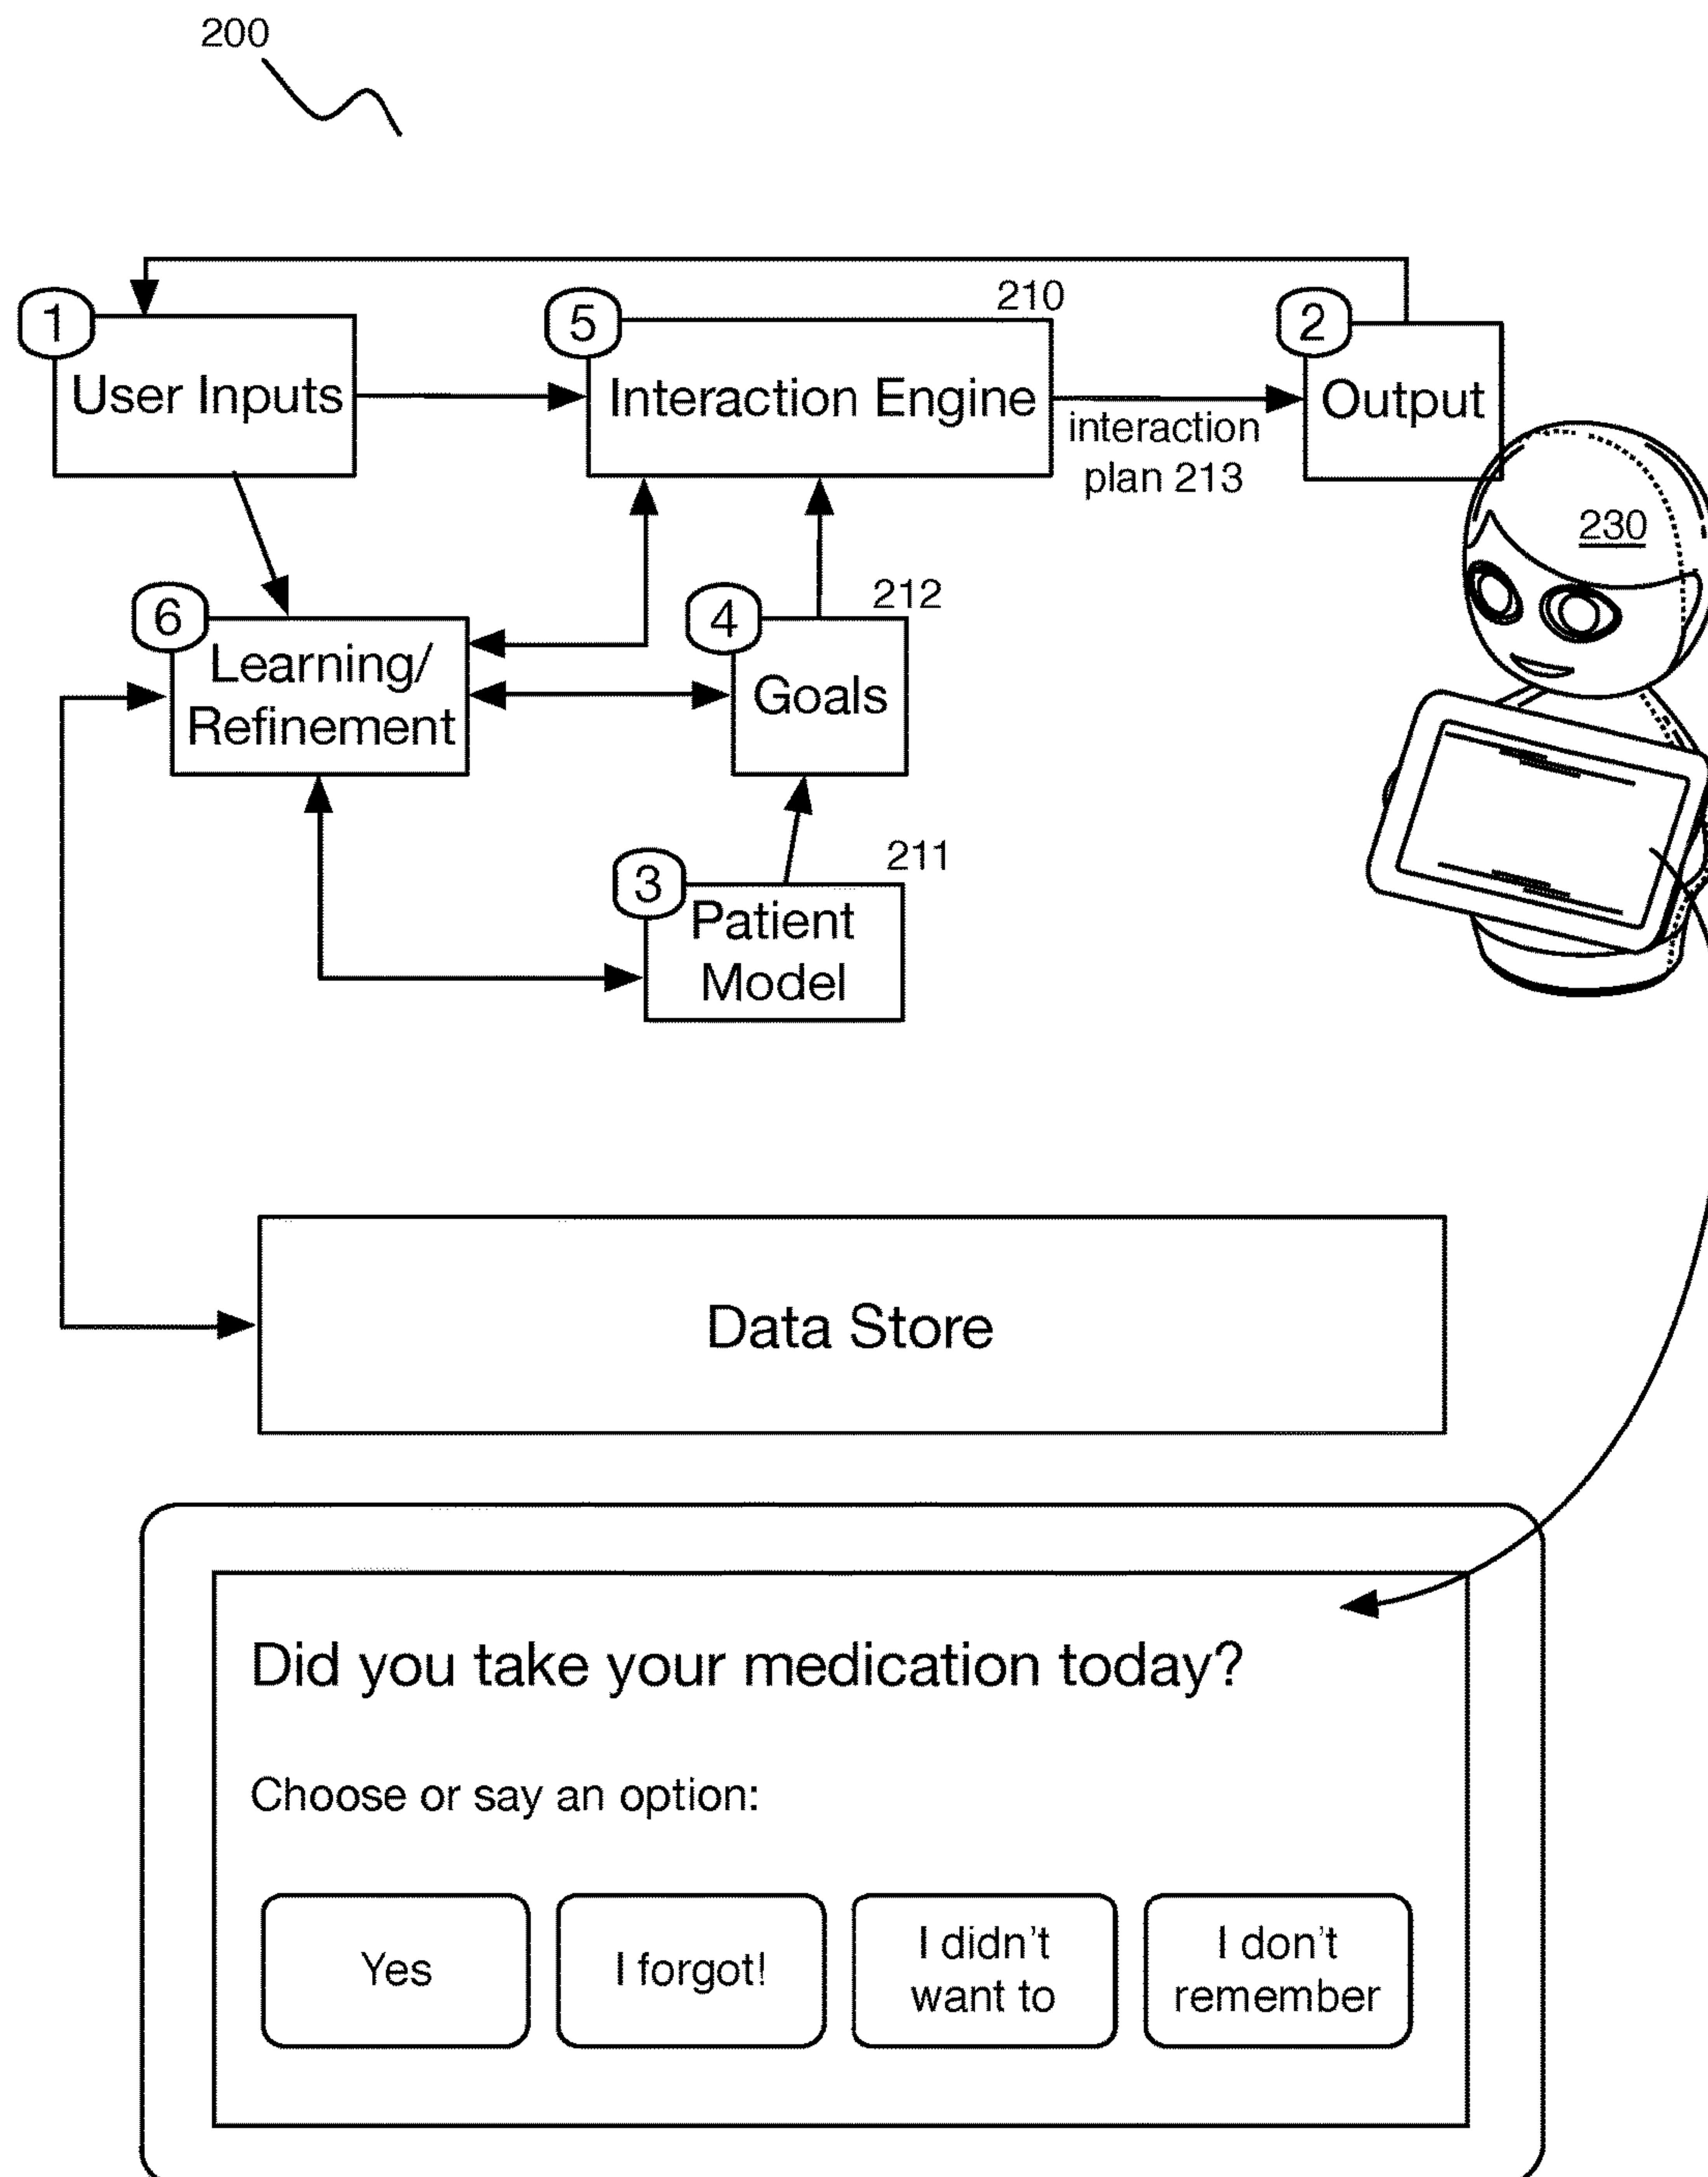 200
1
User Inputs
5
210
Interaction Engine
interaction
plan 213
2
Output
230
6
Learning/
Refinement
4
212
Goals
3
211
Patient
Model
Data Store
Did you take your medication today?
Choose or say an option:
Yes
I forgot!
I didn't
want to
I don't
remember